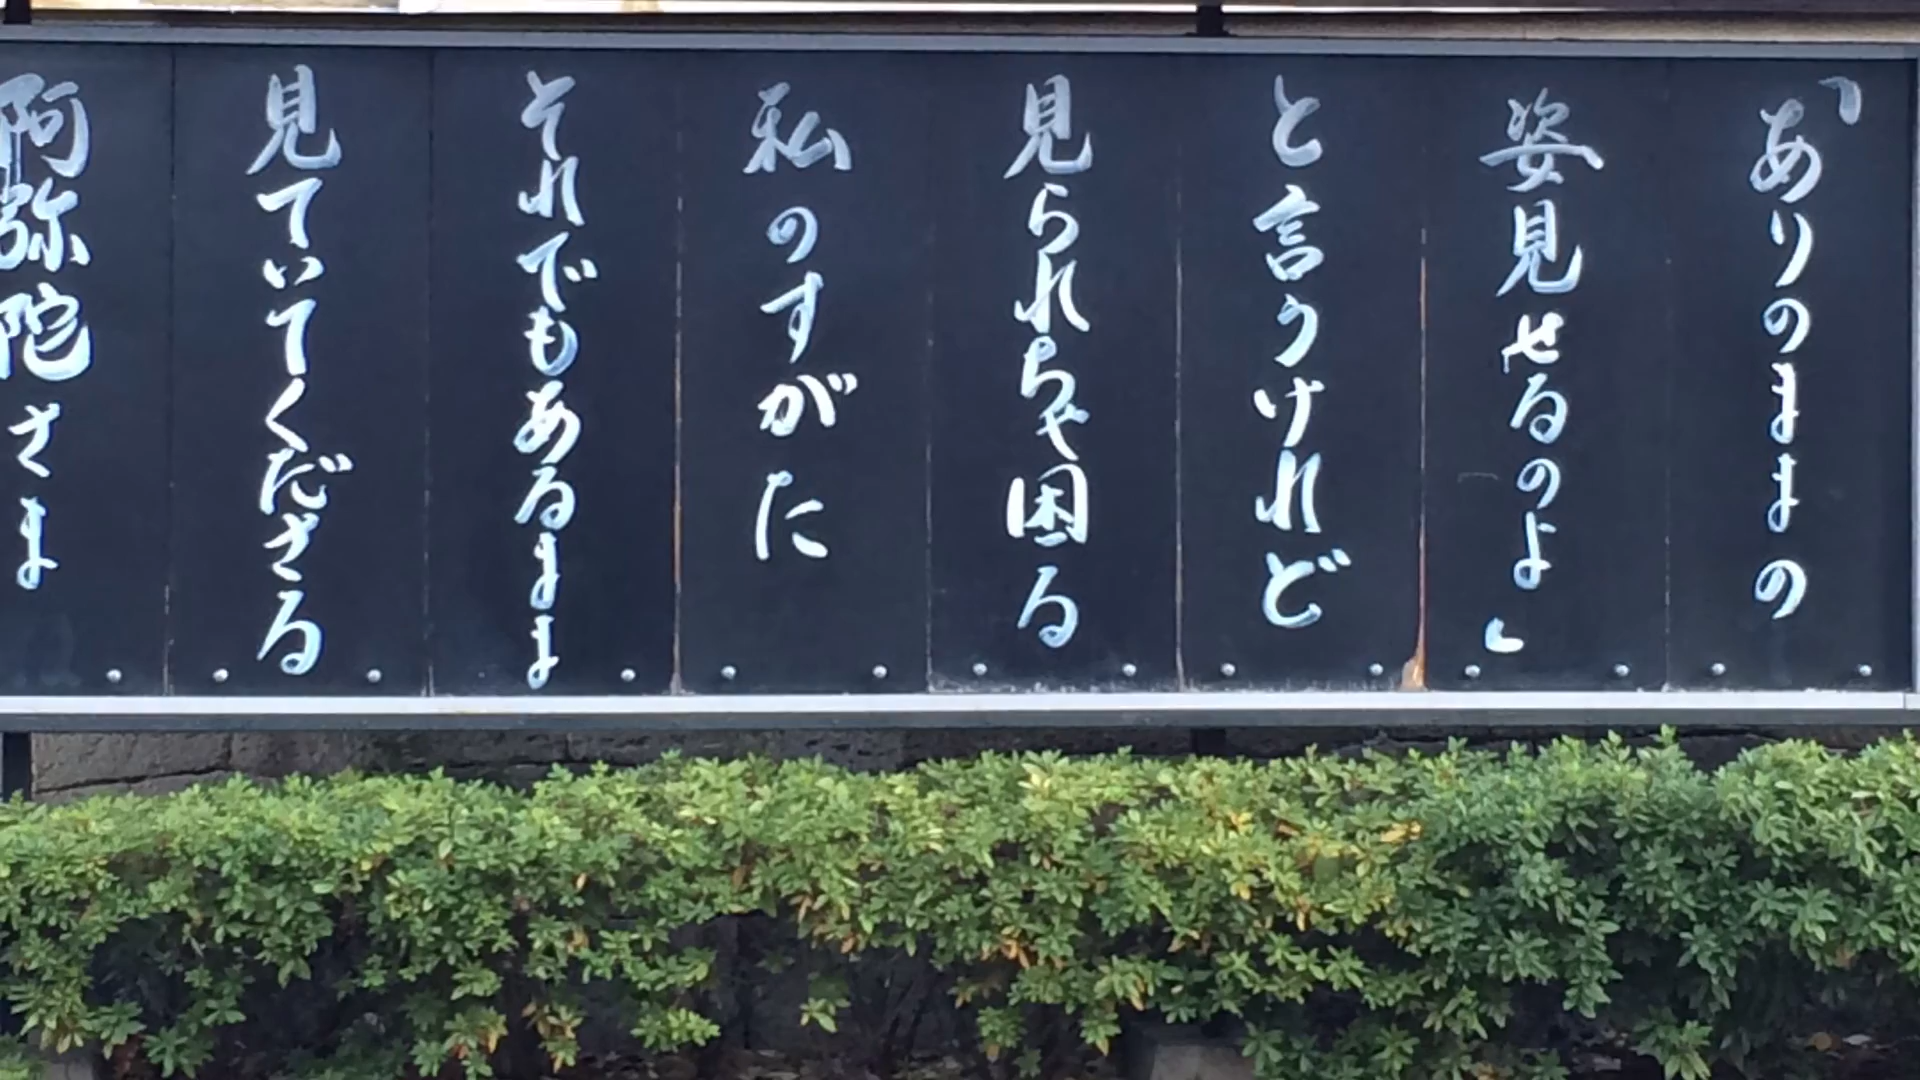 「ありのままの
姿見せるのよ」
と言うけれど
見られちゃ困る
私のすがた
それでもあるまま
見ていてくださる
阿弥陀さま